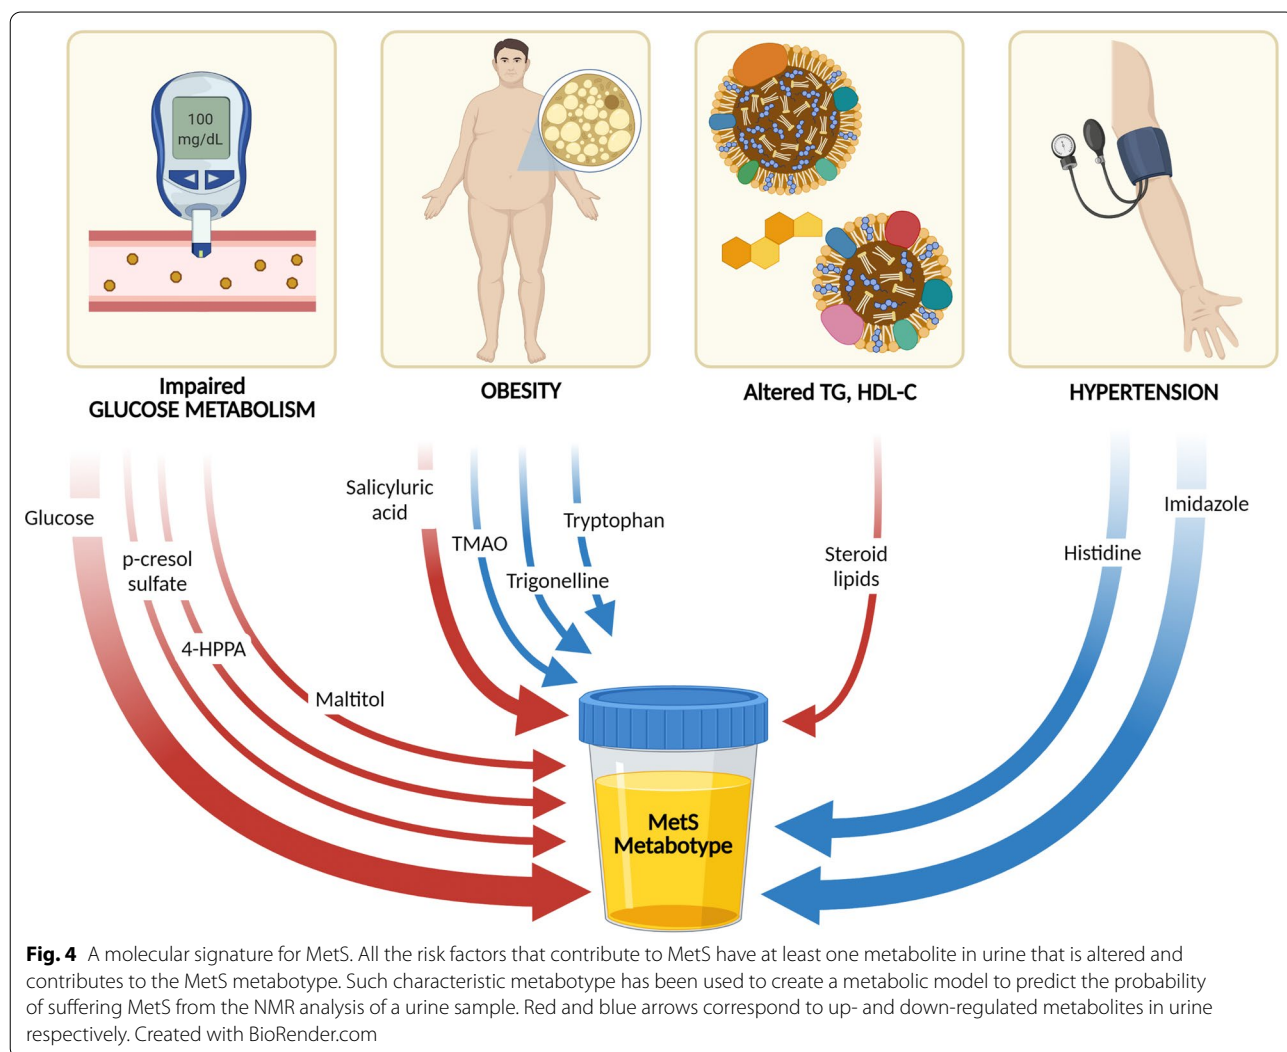 100
mg/dL
Impaired
GLUCOSE METABOLISM
OBESITY
Altered TG, HDL-C
HYPERTENSION
Glucose
p-cresol
sulfate
4-HPPA
Maltitol
Salicyluric
acid
TMAO
Trigonelline
Tryptophan
Steroid
lipids
Histidine
Imidazole
MetS
Metabotype
Fig. 4 A molecular signature for MetS. All the risk factors that contribute to MetS have at least one metabolite in urine that is altered and
contributes to the MetS metabotype. Such characteristic metabotype has been used to create a metabolic model to predict the probability
of suffering MetS from the NMR analysis of a urine sample. Red and blue arrows correspond to up- and down-regulated metabolites in urine
respectively. Created with BioRender.com